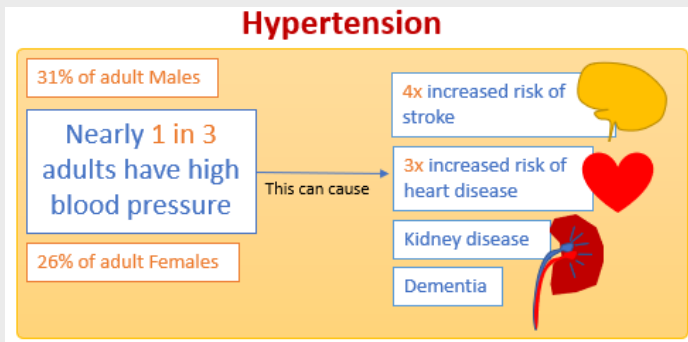 Hypertension
31% of adult Males
Nearly 1 in 3
adults have high
blood pressure
26% of adult Females
This can cause
4x increased risk of
stroke
3x increased risk of
heart disease
Kidney disease
Dementia